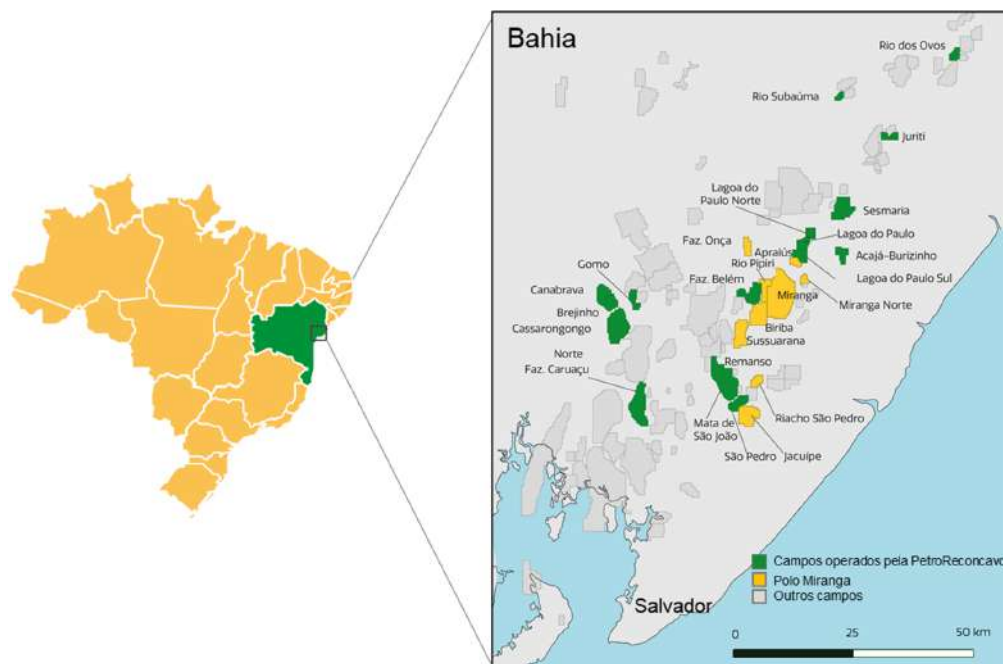 Bahia
Rio dos Ovos
Rio Subaúma
Juriti
Lagoa do
Paulo Norte
Sesmaria
Faz. Onça
Lagoa do Paulo
Apraiús
Acajá-Burizinho
Gomo
Rio Pipiri
Faz. Belém
Lagoa do Paulo Sul
Canabrava
Miranga
Miranga Norte
Brejinho
Cassarongongo
Biriba
Sussuarana
Norte
Faz. Caruaçu
Remanso
Riacho São Pedro
Mata de
São João
São Pedro
Jacuípe
Campos operados pela PetroReconcavo
Polo Miranga
Outros campos
Salvador
0
25
50 km